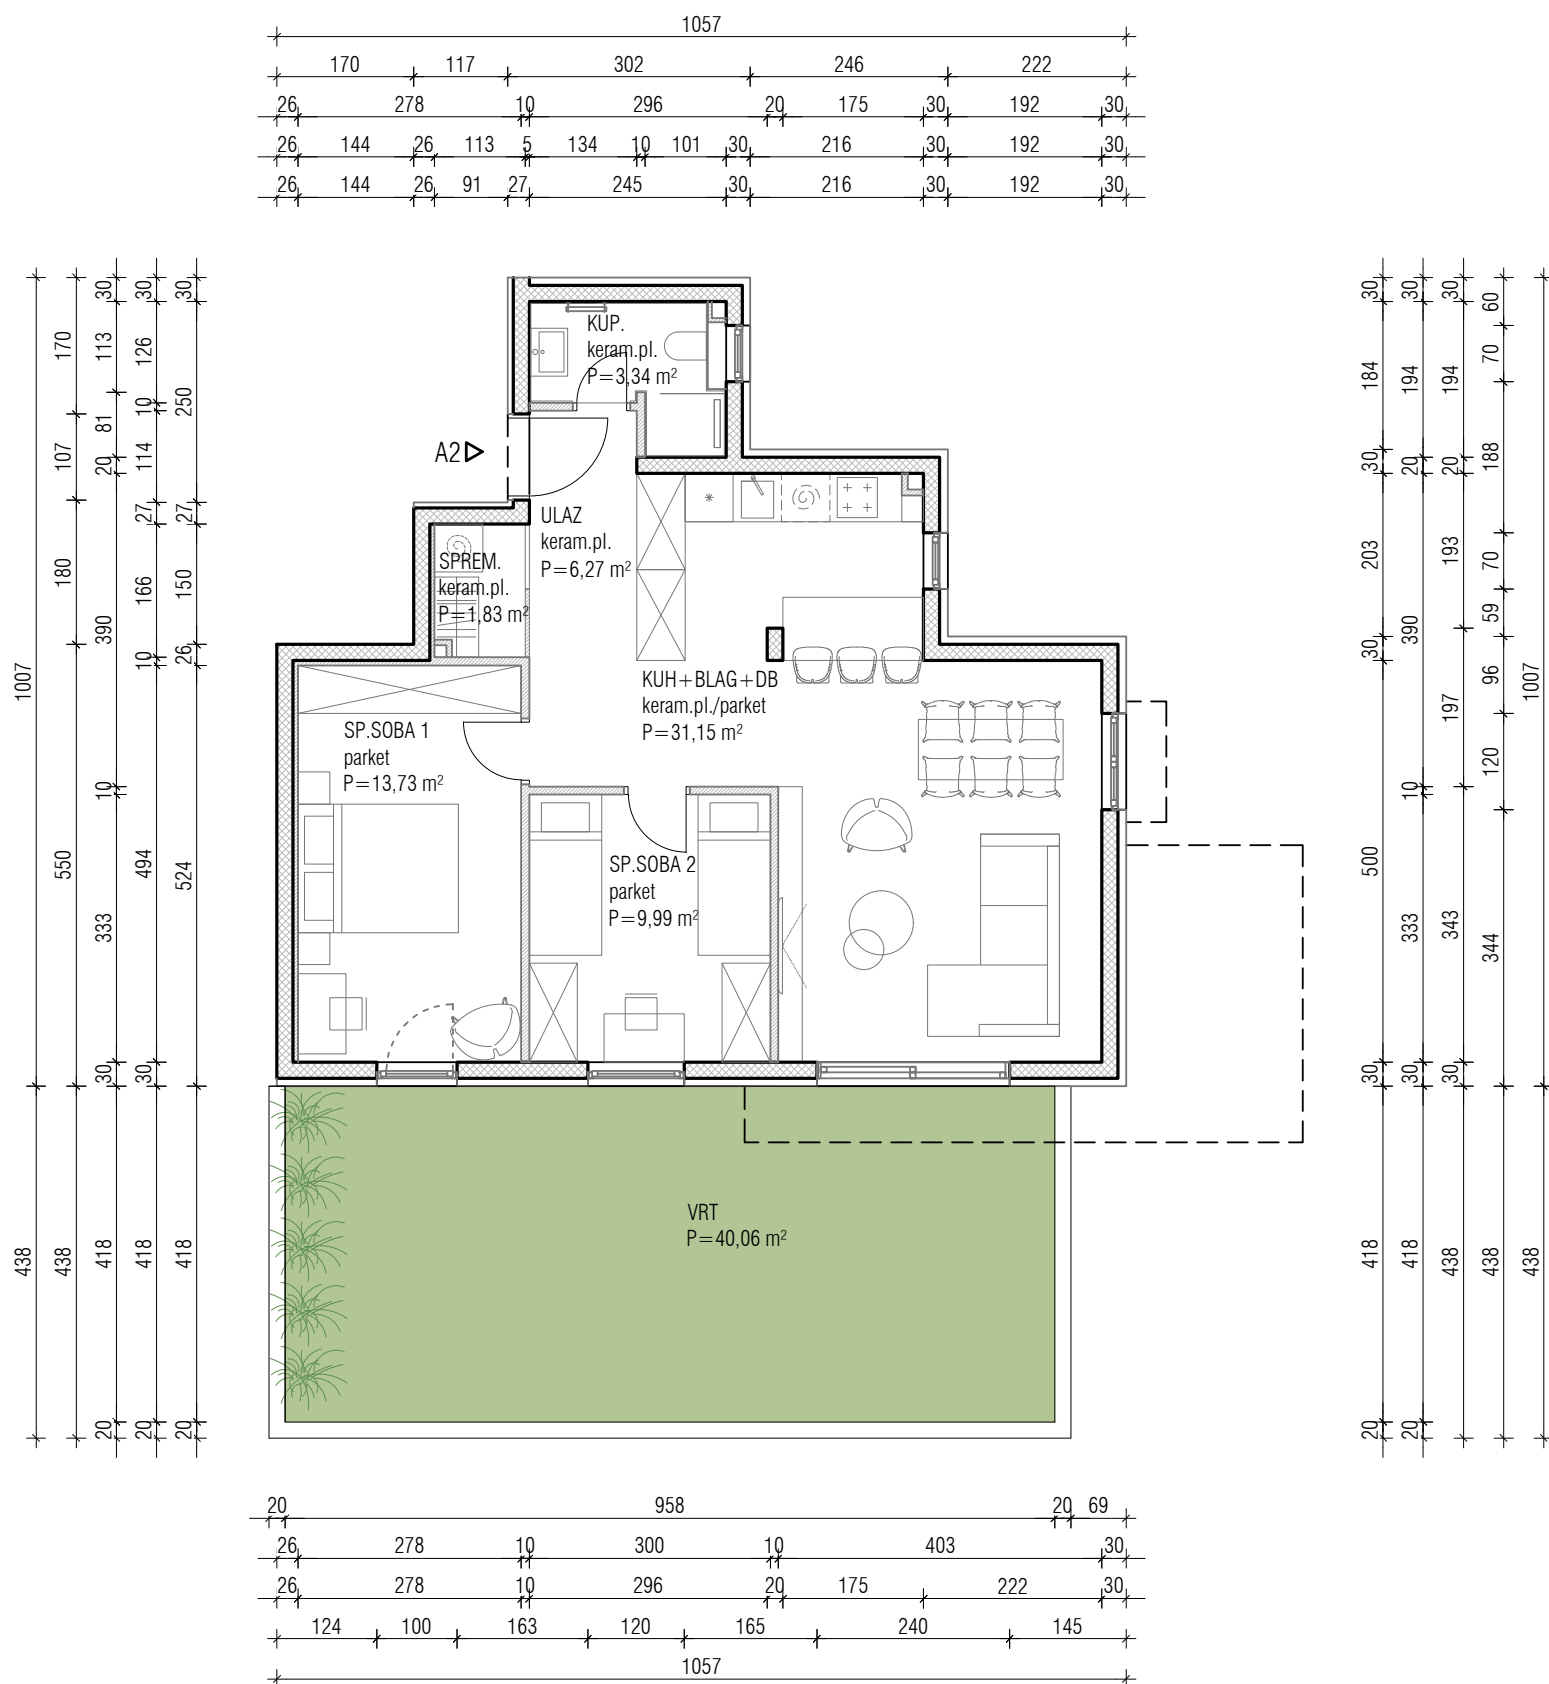 1057
170 117 302 246 222
26 278 10 296 20 175 30 192 30
26 144 26 113 5 134 10 101 30 216 30 192 30
26 144 26 91 27 245 30 216 30 192 30
1007 438
170 107 180 550 438
30 113 81 20 390 10 333 30 418 20
30 126 10 114 27 166 10 494 30 418 20
30 250 27 150 26 524 418 20
KUP.
keram.pl.
P=3,34 m²
A2
ULAZ
keram.pl.
P=6,27 m²
SPREM.
keram.pl.
P=1,83 m²
KUH+BLAG+DB
keram.pl./parket
P=31,15 m²
SP.SOBA 1
parket
P=13,73 m²
SP.SOBA 2
parket
P=9,99 m²
VRT
P=40,06 m²
30 184 30 203 30 500 30 418 20
30 194 20 390 10 333 30 418 20
30 194 20 193 197 343 30 438
60 70 188 70 59 96 120 344 438
1007 438
20 958 20 69
26 278 10 300 10 403 30
26 278 10 296 20 175 222 30
124 100 163 120 165 240 145
1057